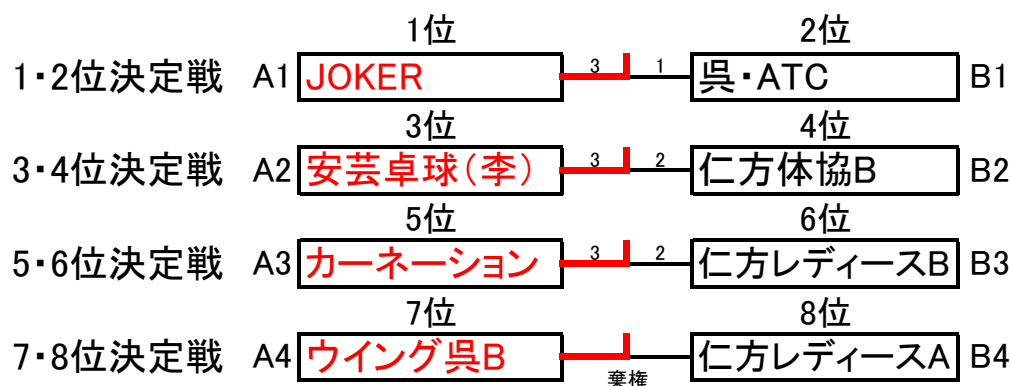 1位 2位
1・2位決定戦 A1 JOKER 3 1 呉・ATC B1
3位 4位
3・4位決定戦 A2 安芸卓球(李) 3 2 仁方体協B B2
5位 6位
5・6位決定戦 A3 カーネーション 3 2 仁方レディースB B3
7位 8位
7・8位決定戦 A4 ウイング呉B 仁方レディースA B4
棄権